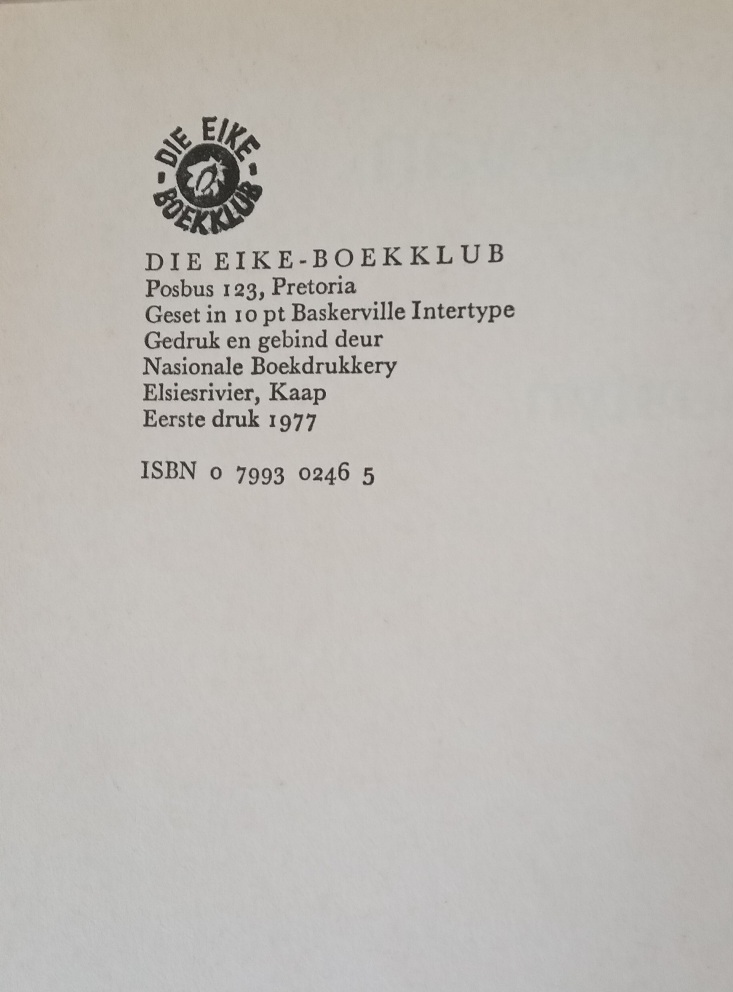 DIE EIKE
BOEKKLUB
DIE EIKE-BOEKKLUB
Posbus 123, Pretoria
Geset in 10 pt Baskerville Intertype
Gedruk en gebind deur
Nasionale Boekdrukkery
Elsiesrivier, Kaap
Eerste druk 1977
ISBN 0 7993 0246 5